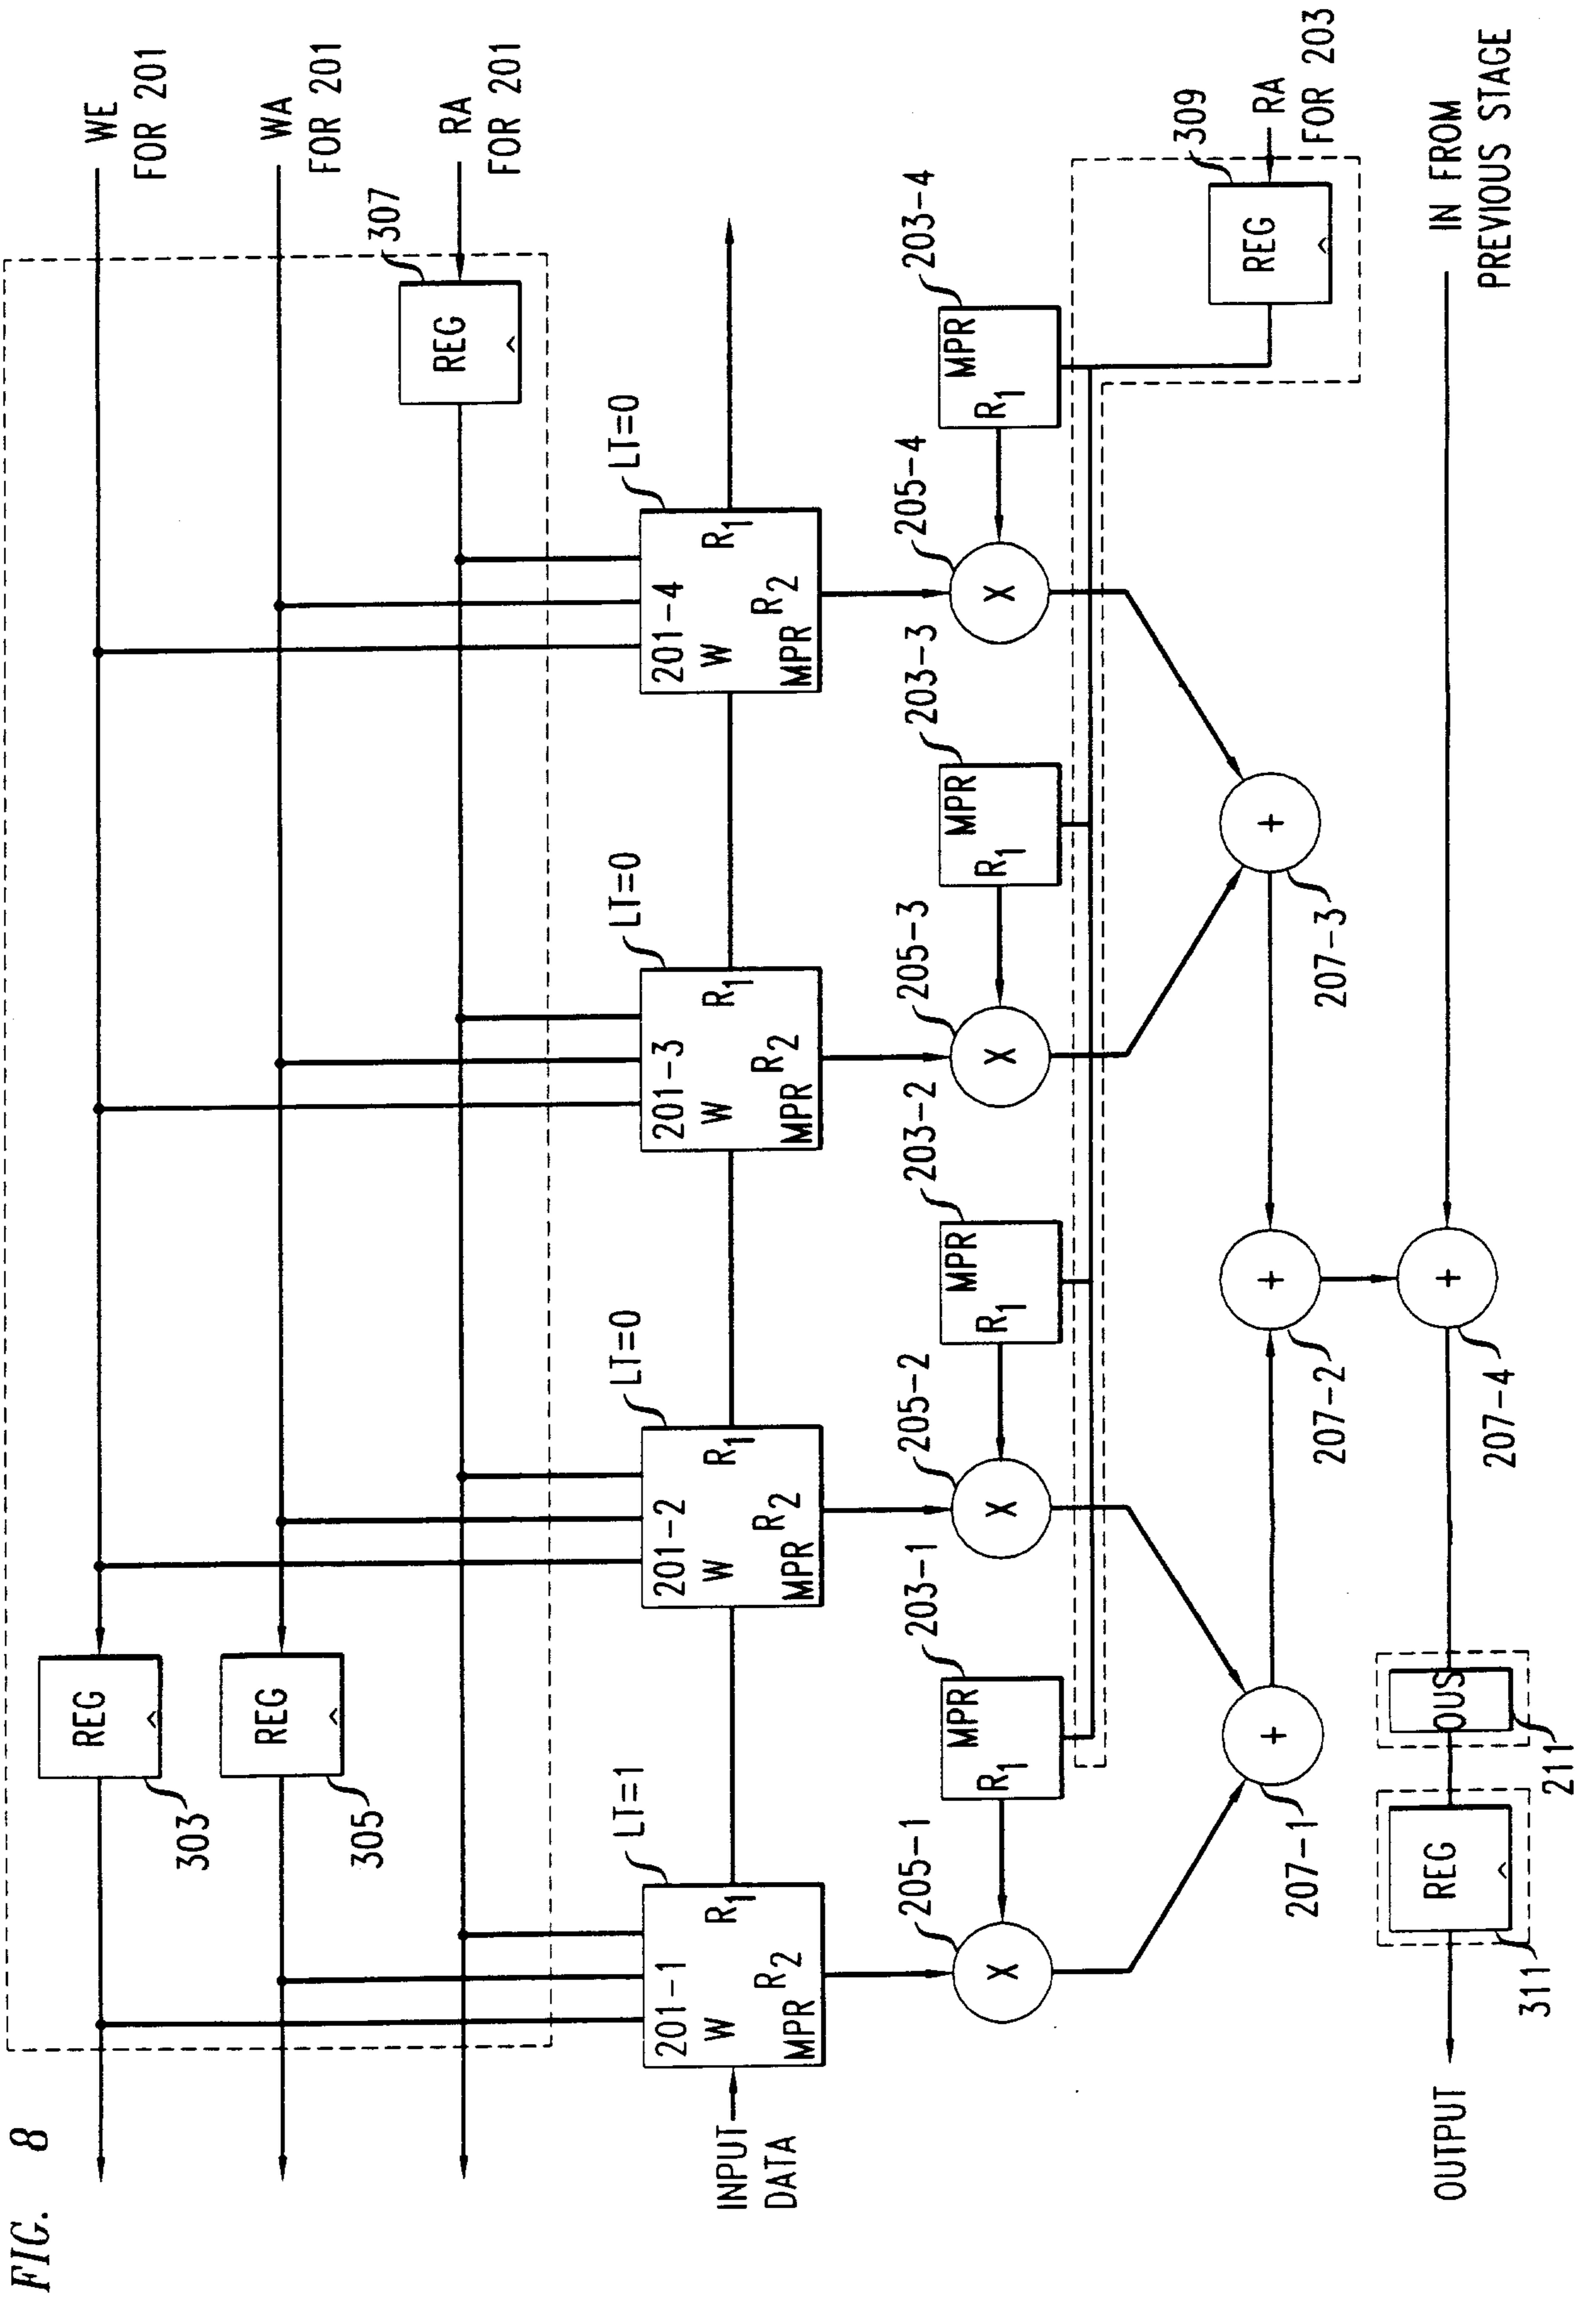 FIG. 8
WE
FOR 201
WA
FOR 201
RA
FOR 201
REG
303
REG
305
REG
307
LT=1
LT=0
LT=0
LT=0
INPUT
DATA
201-1
W
R1
R2
MPR
201-2
W
R1
R2
MPR
201-3
W
R1
R2
MPR
201-4
W
R1
R2
MPR
205-1
X
203-1
MPR
R1
205-2
X
203-2
MPR
R1
205-3
X
203-3
MPR
R1
205-4
X
203-4
MPR
R1
309
REG
RA
FOR 203
+
207-1
+
207-2
+
207-3
OUTPUT
REG
311
OUS
211
+
207-4
IN FROM
PREVIOUS STAGE